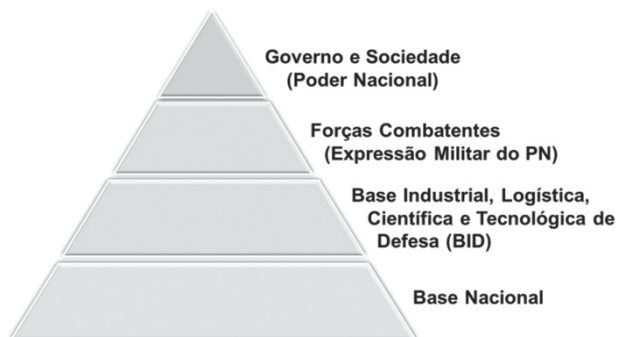 Governo e Sociedade
(Poder Nacional)
Forças Combatentes
(Expressão Militar do PN)
Base Industrial, Logística,
Científica e Tecnológica de
Defesa (BID)
Base Nacional